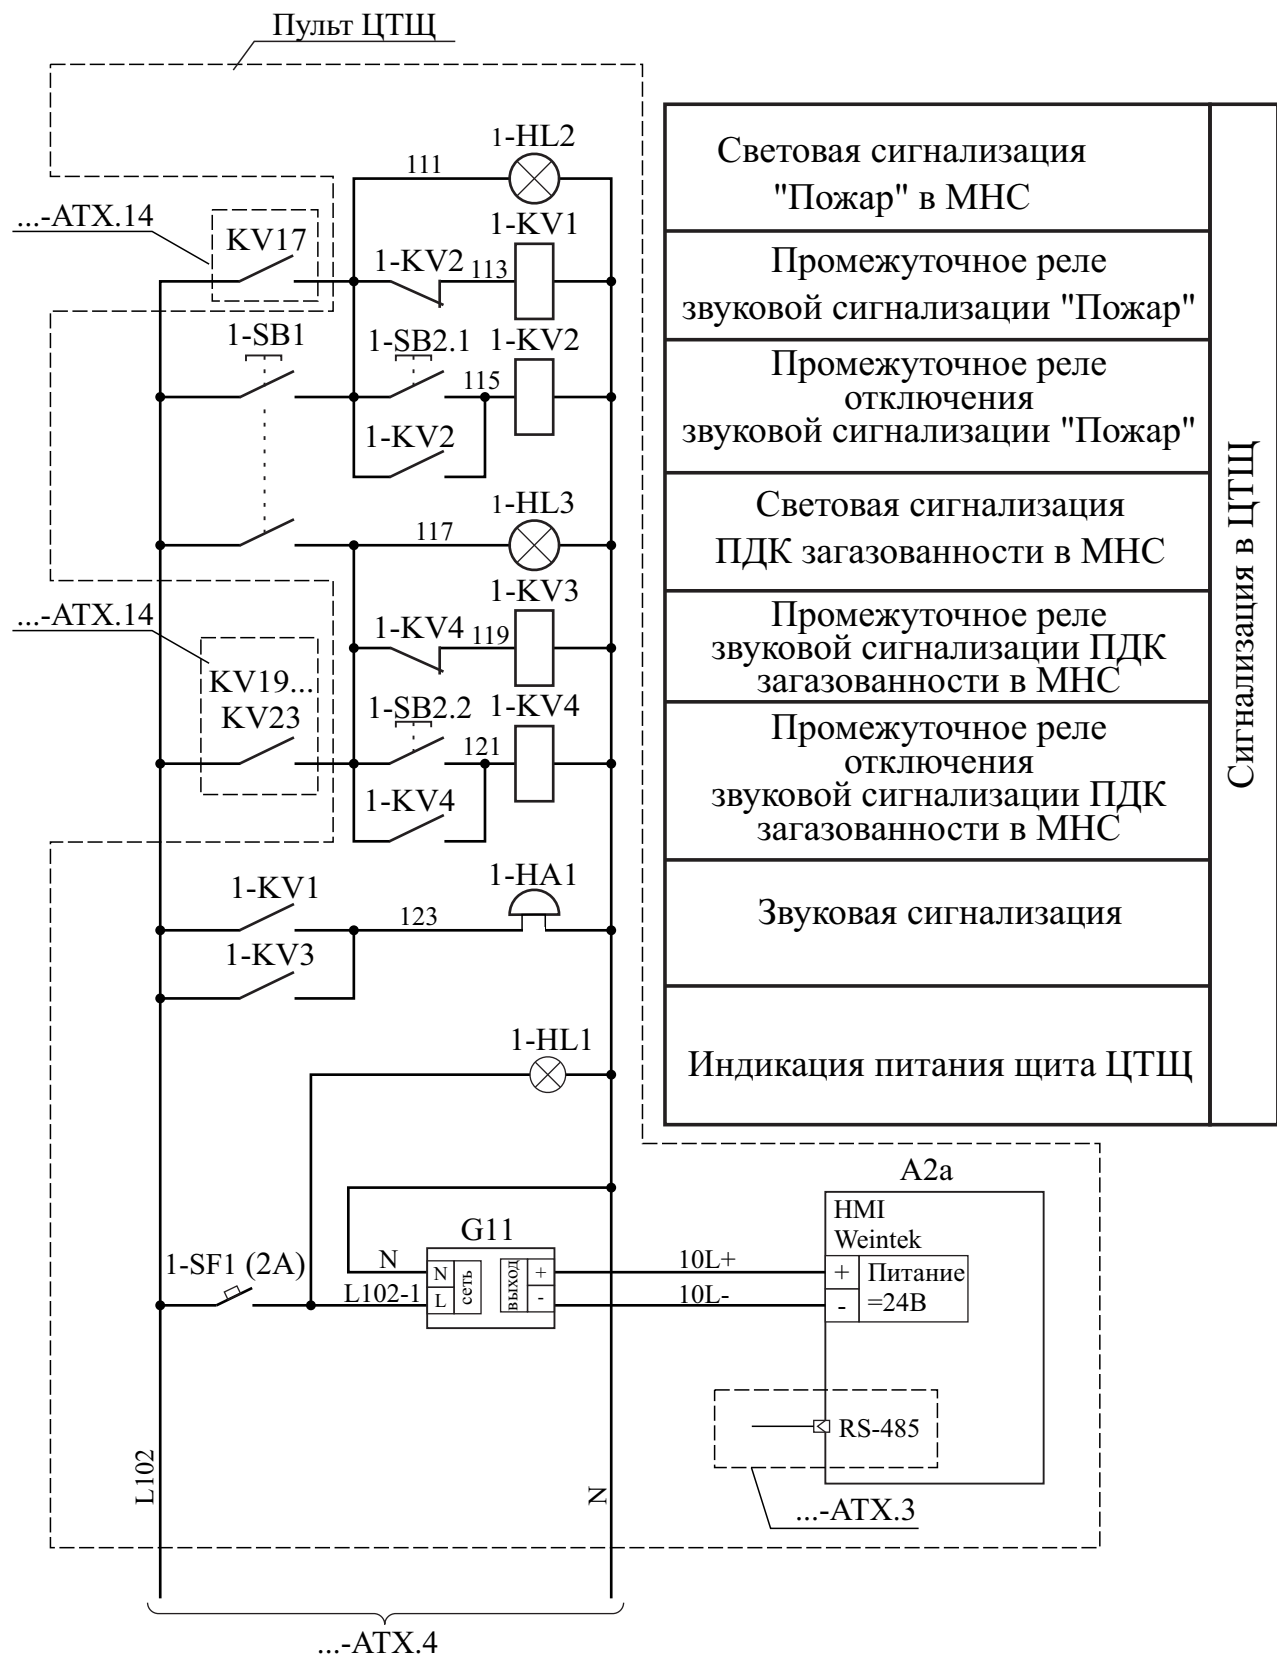 Пульт ЦТЩ
1-HL2
111
...-АТХ.14
KV17
1-KV1
1-KV2
113
1-SB1
1-SB2.1
1-KV2
115
1-KV2
1-HL3
117
1-KV3
...-АТХ.14
1-KV4
119
KV19...
KV23
1-SB2.2
1-KV4
121
1-KV4
1-HA1
1-KV1
123
1-KV3
1-HL1
G11
1-SF1 (2А)
N
L102-1
N
L
сеть
выход
+
-
10L+
10L-
A2a
HMI
Weintek
+
-
Питание
=24В
RS-485
...-АТХ.3
L102
N
...-АТХ.4
Световая сигнализация
"Пожар" в МНС
Промежуточное реле
звуковой сигнализации "Пожар"
Промежуточное реле
отключения
звуковой сигнализации "Пожар"
Световая сигнализация
ПДК загазованности в МНС
Промежуточное реле
звуковой сигнализации ПДК
загазованности в МНС
Промежуточное реле
отключения
звуковой сигнализации ПДК
загазованности в МНС
Звуковая сигнализация
Индикация питания щита ЦТЩ
Сигнализация в ЦТЩ